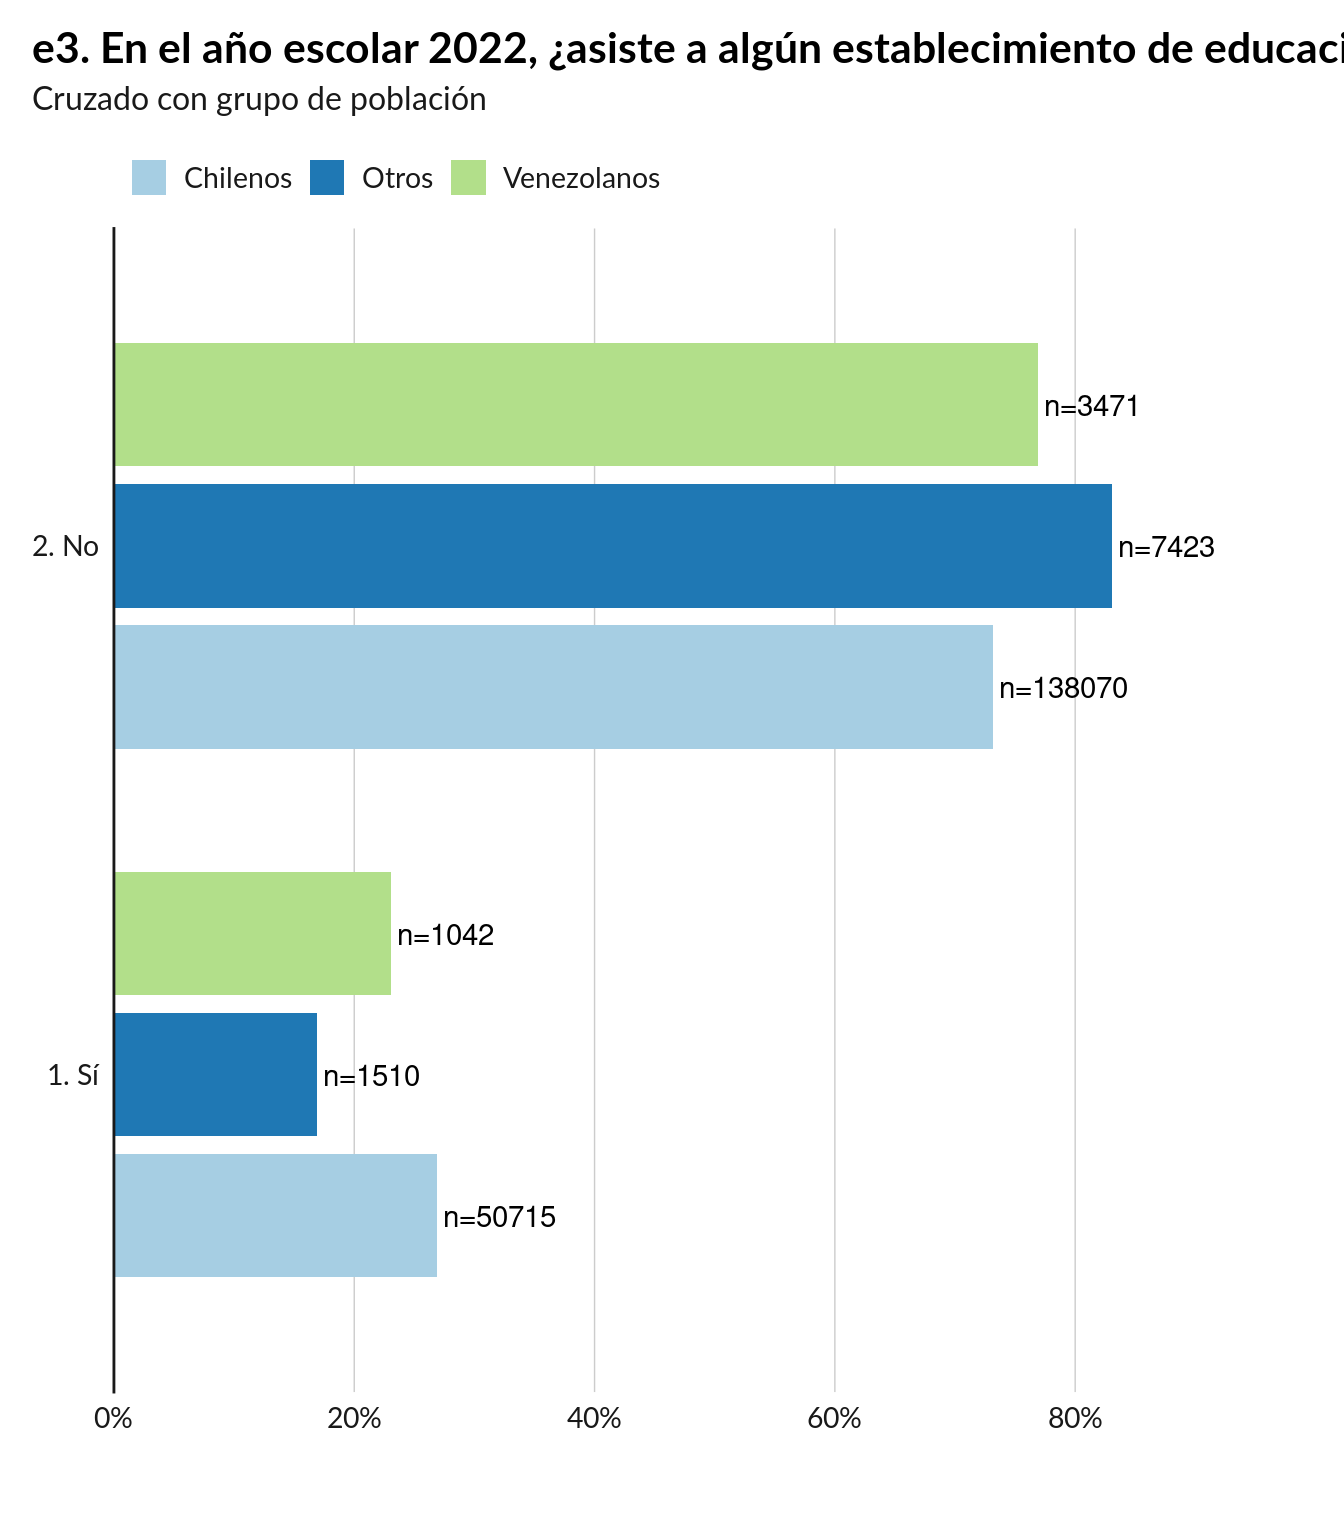 e3. En el año escolar 2022, ¿asiste a algún establecimiento de educaci
Cruzado con grupo de población
Chilenos Otros Venezolanos
n=3471
2. No n=7423
n=138070
n=1042
1. Sí n=1510
n=50715
0% 20% 40% 60% 80%